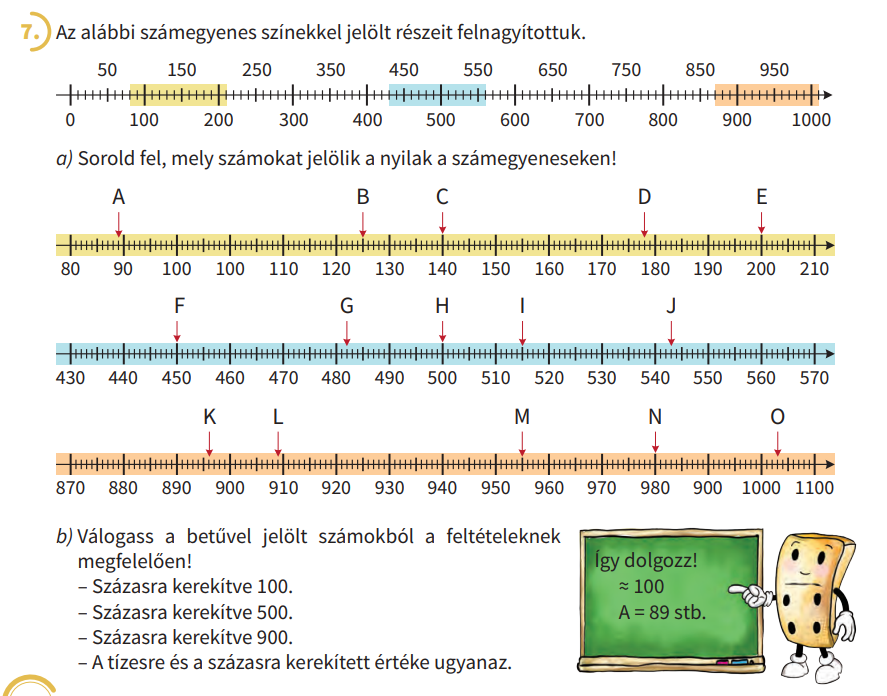 7. Az alábbi számegyenes színekkel jelölt részeit felnagyítottuk.
50 150 250 350 450 550 650 750 850 950
0 100 200 300 400 500 600 700 800 900 1000
a) Sorold fel, mely számokat jelölik a nyilak a számegyeneseken!
A B C D E
80 90 100 100 110 120 130 140 150 160 170 180 190 200 210
F G H I J
430 440 450 460 470 480 490 500 510 520 530 540 550 560 570
K L M N O
870 880 890 900 910 920 930 940 950 960 970 980 900 1000 1100
b) Válogass a betűvel jelölt számokból a feltételeknek
megfelelően!
– Százasra kerekítve 100.
– Százasra kerekítve 500.
– Százasra kerekítve 900.
– A tízesre és a százasra kerekített értéke ugyanaz.
Így dolgozz!
≈ 100
A = 89 stb.